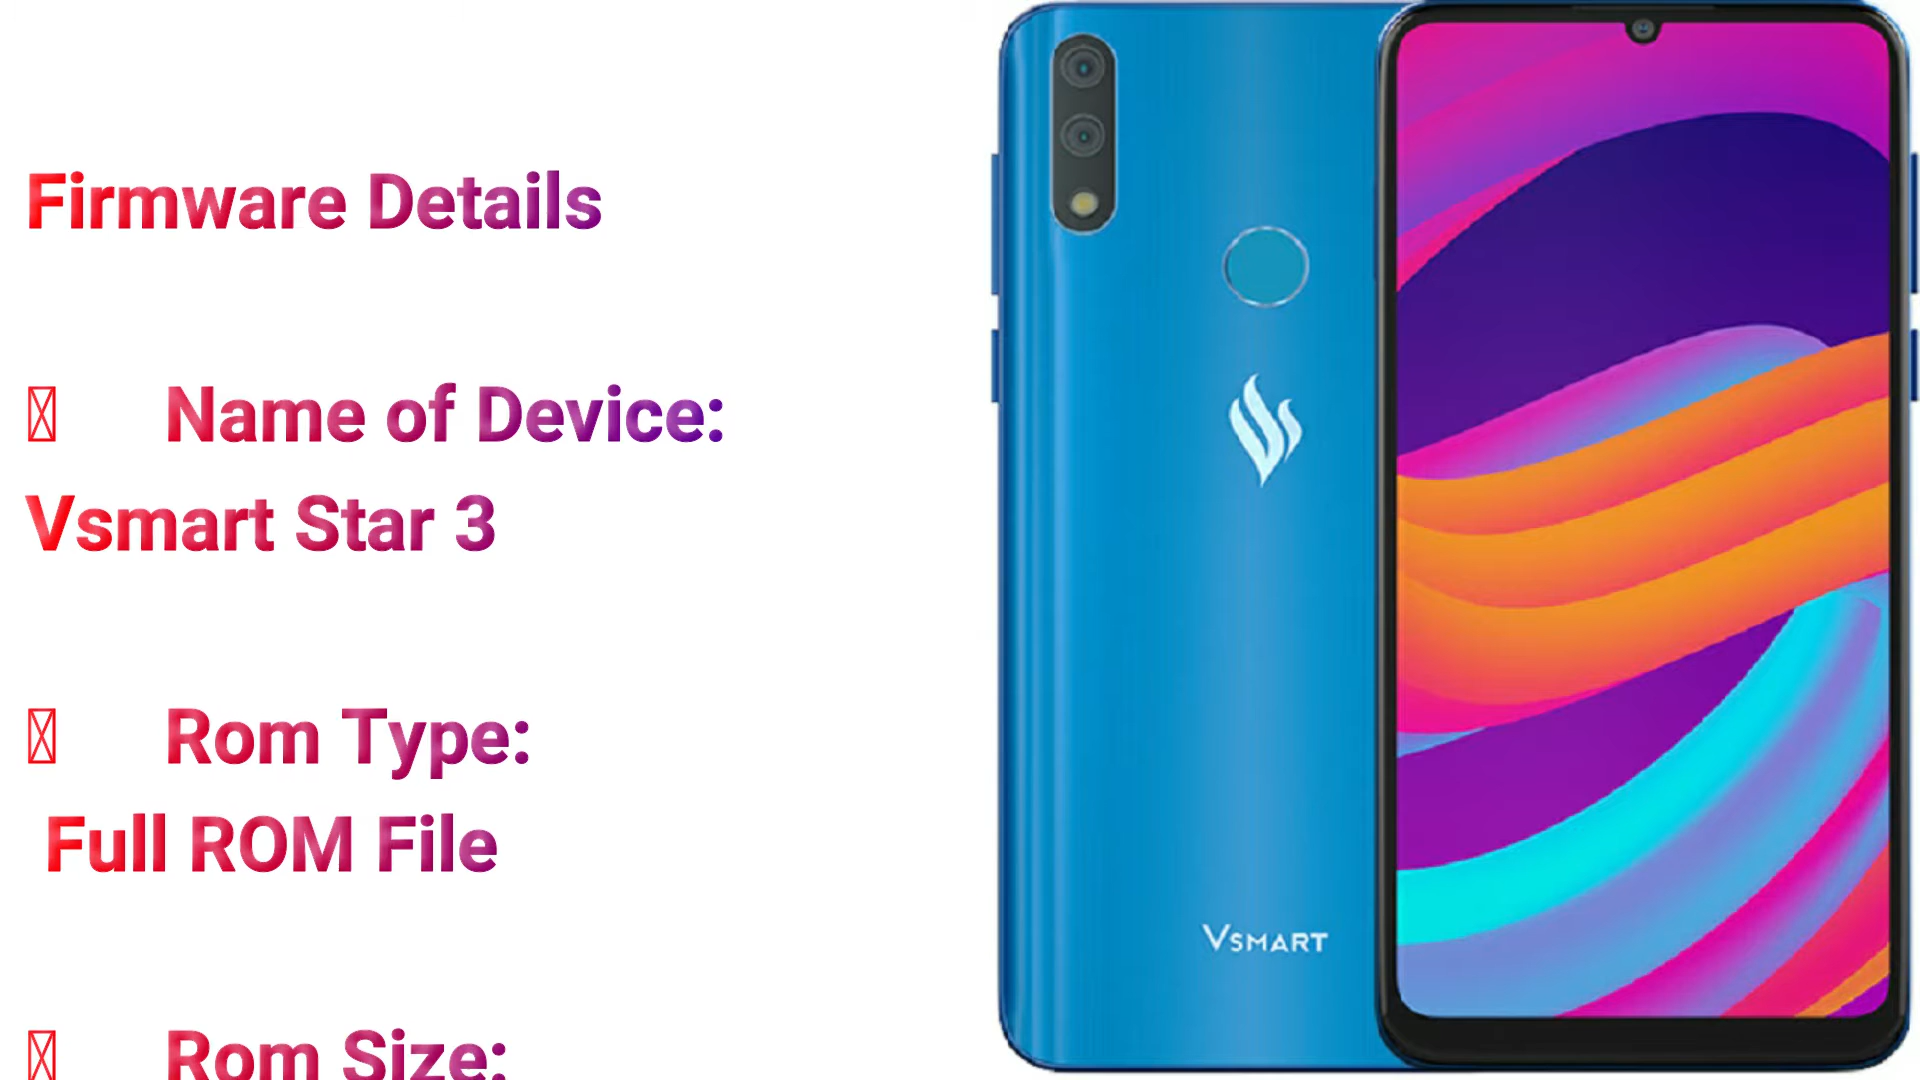 Firmware Details
Name of Device:
Vsmart Star 3
Rom Type:
Full ROM File
Rom Size:
VSMART